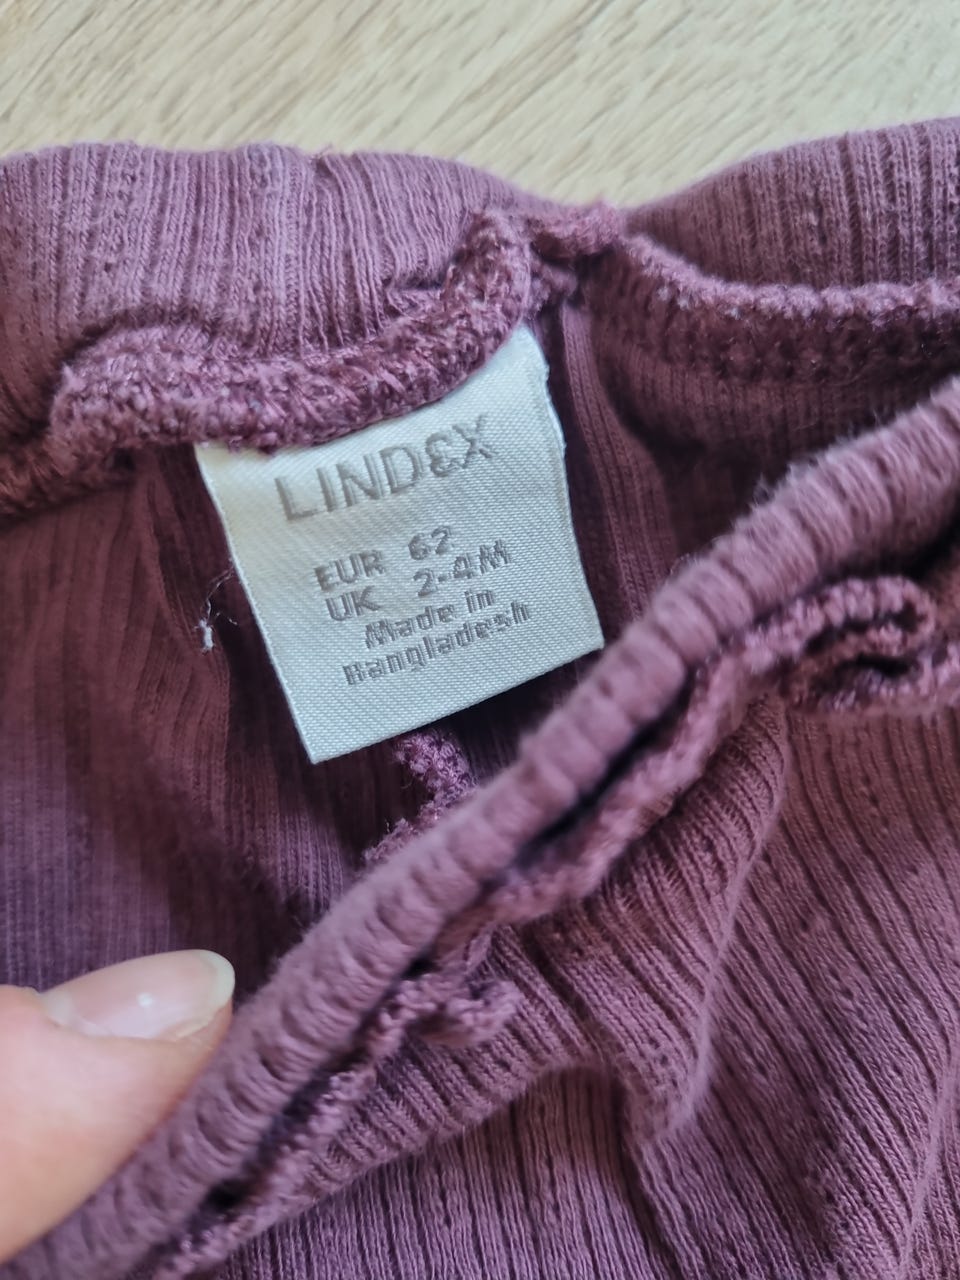 LINDEX
EUR 62
UK 2-4M
Made in
Bangladesh